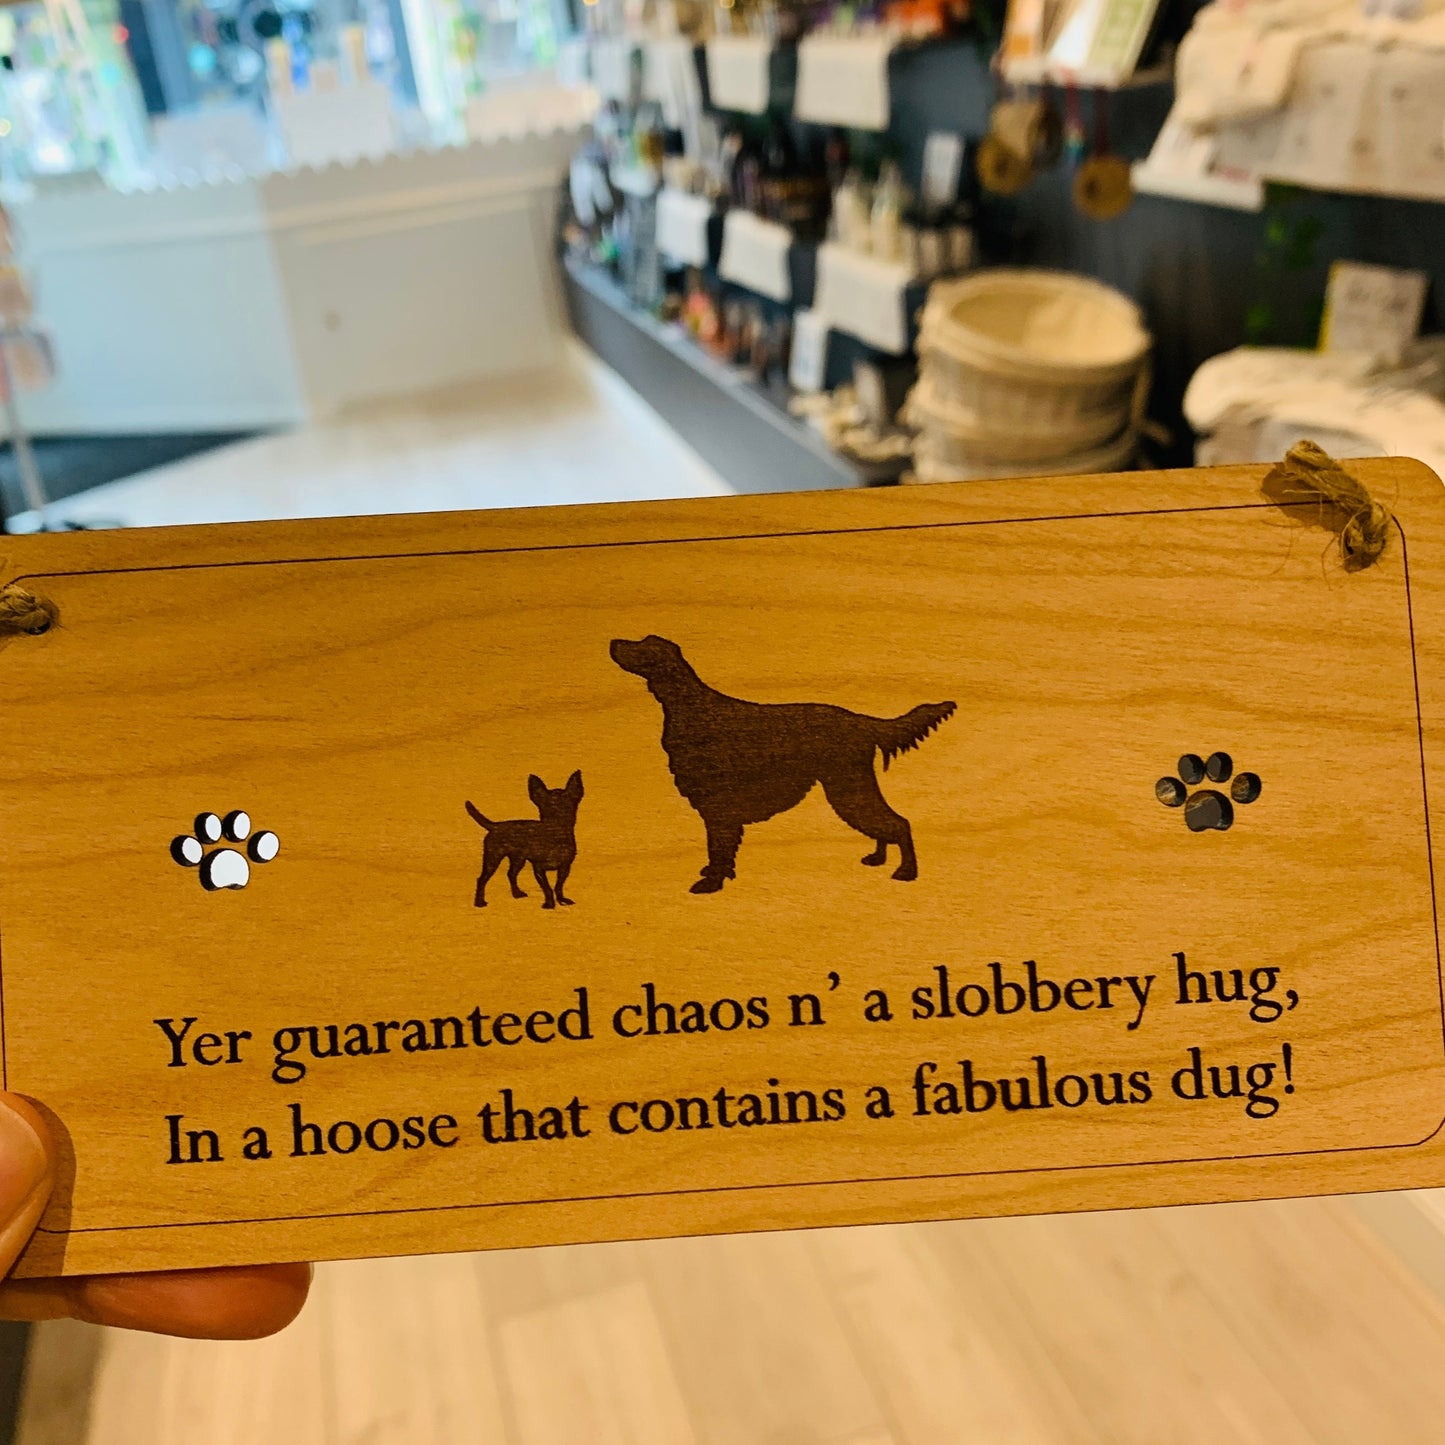 Yer guaranteed chaos n’ a slobbery hug,
In a hoose that contains a fabulous dug!